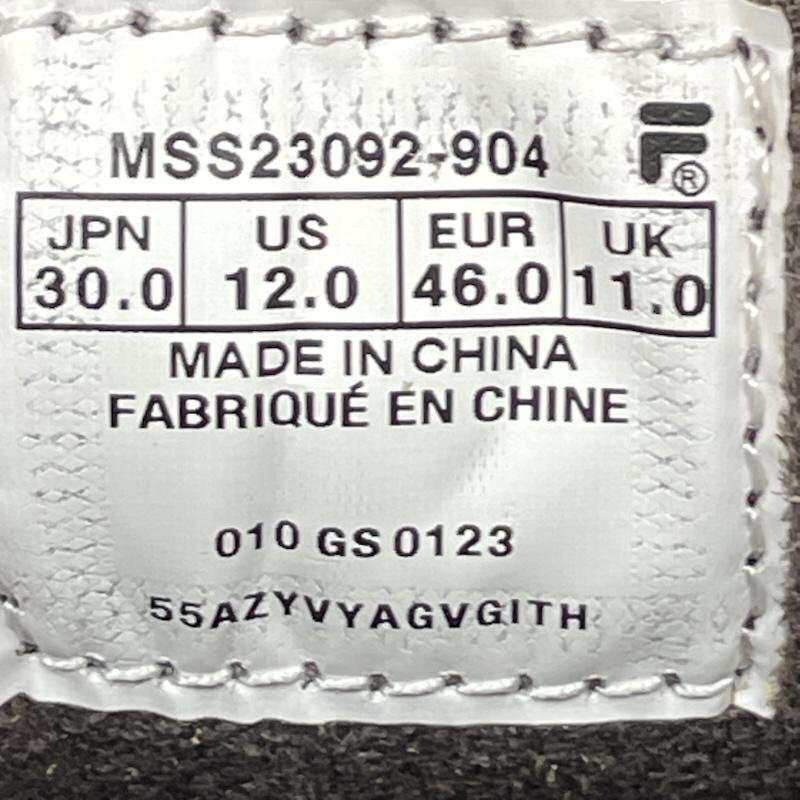 MSS23092-904
®
JPN US EUR UK
30.0 12.0 46.0 11.0
MADE IN CHINA
FABRIQUÉ EN CHINE
010 GS 0123
55AZYVYAGVGITH